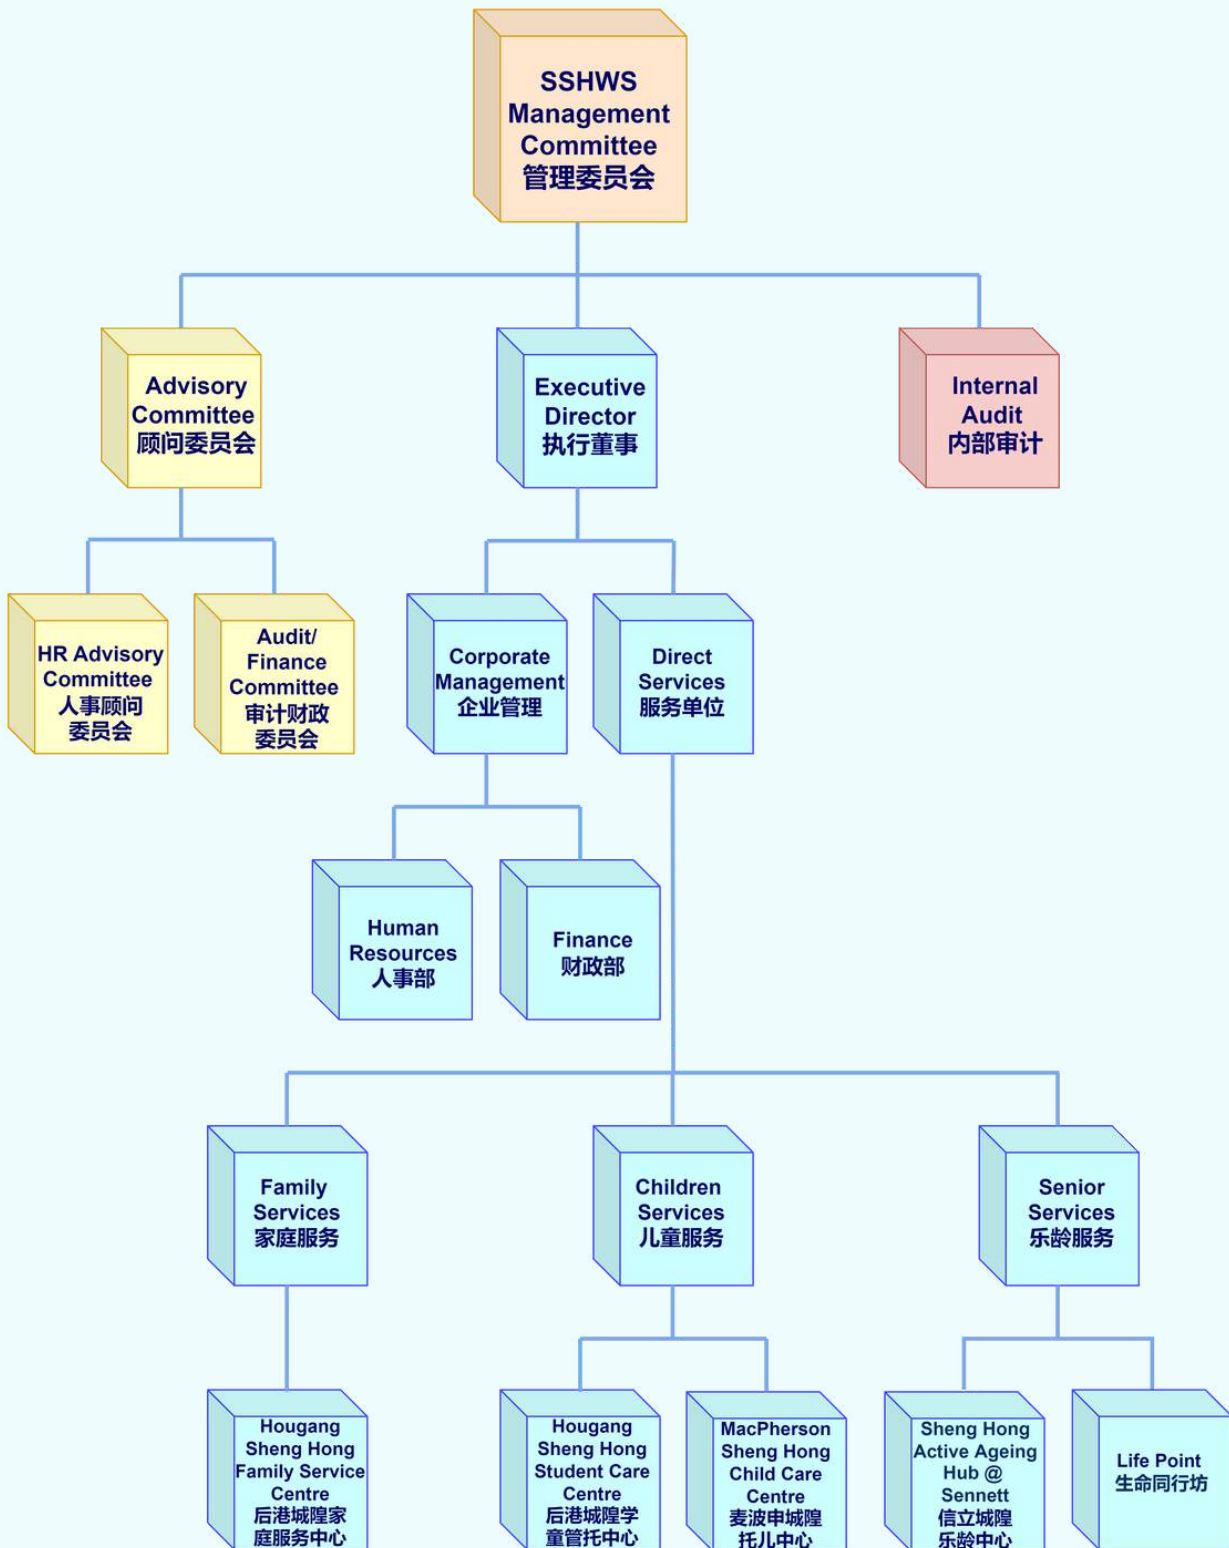 SSHWS
Management
Committee
管理委员会
Advisory
Committee
顾问委员会
Executive
Director
执行董事
Internal
Audit
内部审计
HR Advisory
Committee
人事顾问
委员会
Audit/
Finance
Committee
审计财政
委员会
Corporate
Management
企业管理
Direct
Services
服务单位
Human
Resources
人事部
Finance
财政部
Family
Services
家庭服务
Children
Services
儿童服务
Senior
Services
乐龄服务
Hougang
Sheng Hong
Family Service
Centre
后港城隍家
庭服务中心
Hougang
Sheng Hong
Student Care
Centre
后港城隍学
童管托中心
MacPherson
Sheng Hong
Child Care
Centre
麦波申城隍
托儿中心
Sheng Hong
Active Ageing
Hub @
Sennett
信立城隍
乐龄中心
Life Point
生命同行坊